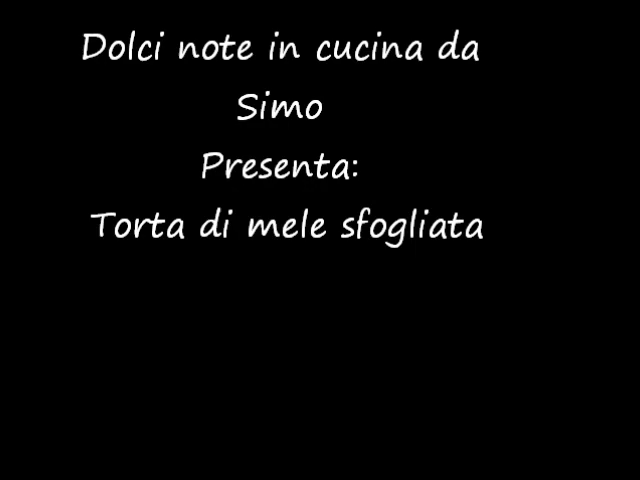 Dolci note in cucina da
Simo
Presenta:
Torta di mele sfogliata